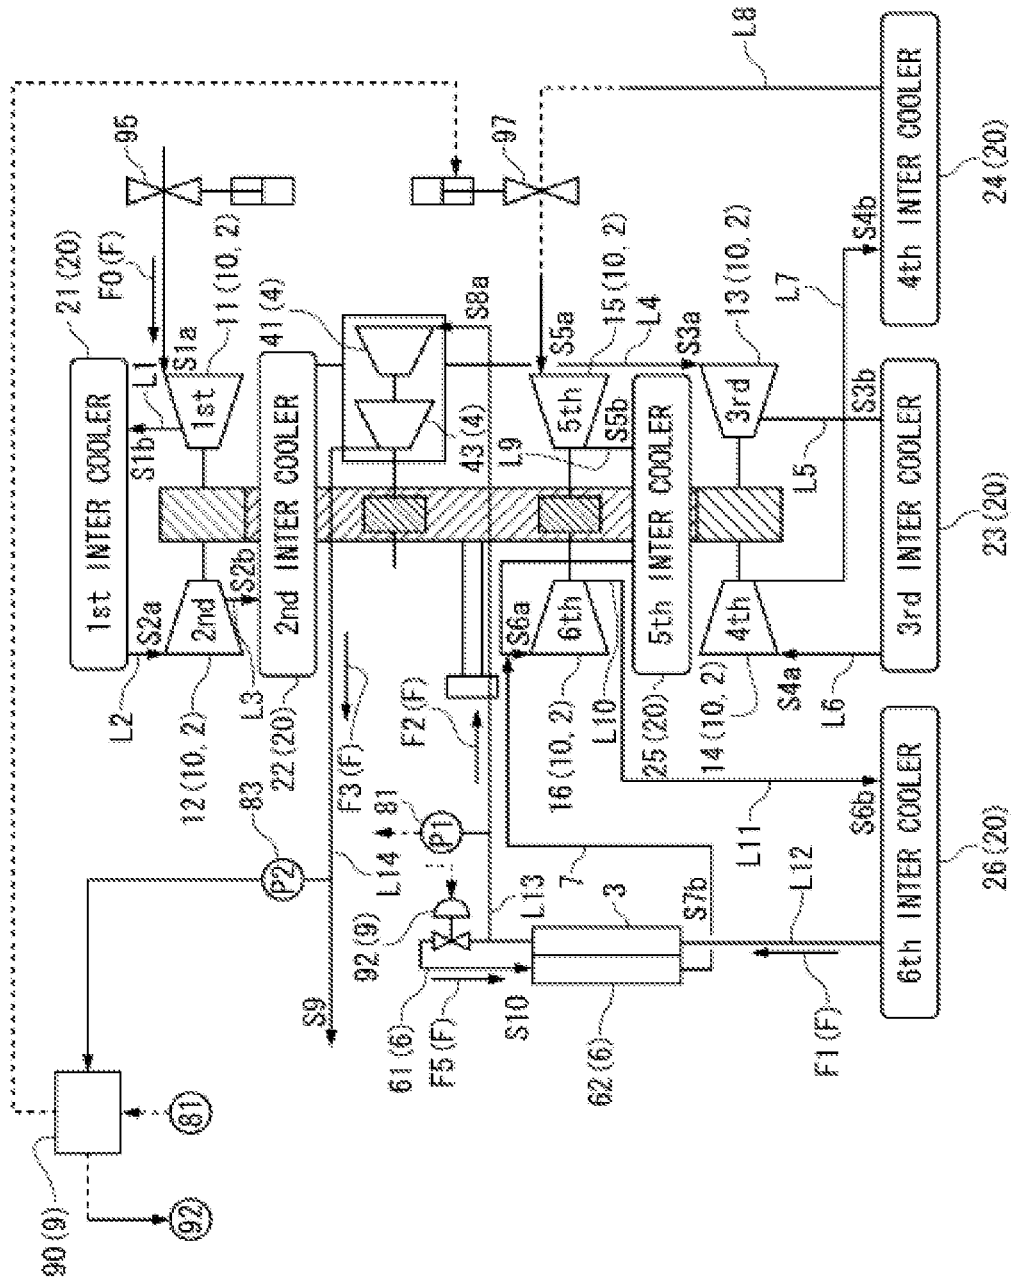 L8
4th INTER COOLER
24(20)
95
97
S4b
L7
21(20)
F0(F)
11(10, 2)
41(4)
S8a
15(10, 2)
L4
S3a
13(10, 2)
S5a
L1
S1a
S1b
1st
5th
S5b
3rd
S3b
L5
43(4)
L9
1st INTER COOLER
2nd INTER COOLER
5th INTER COOLER
3rd INTER COOLER
23(20)
S2a
S2b
2nd
S6a
6th
4th
L2
L3
L10
S4a
L6
12(10, 2)
22(20)
F3(F)
F2(F)
16(10, 2)
25(20)
14(10, 2)
83
P2
81
P1
L14
L13
7
L11
S6b
6th INTER COOLER
26(20)
3
S7b
L12
92(9)
S9
61(6)
F5(F)
S10
62(6)
F1(F)
81
92
90(9)